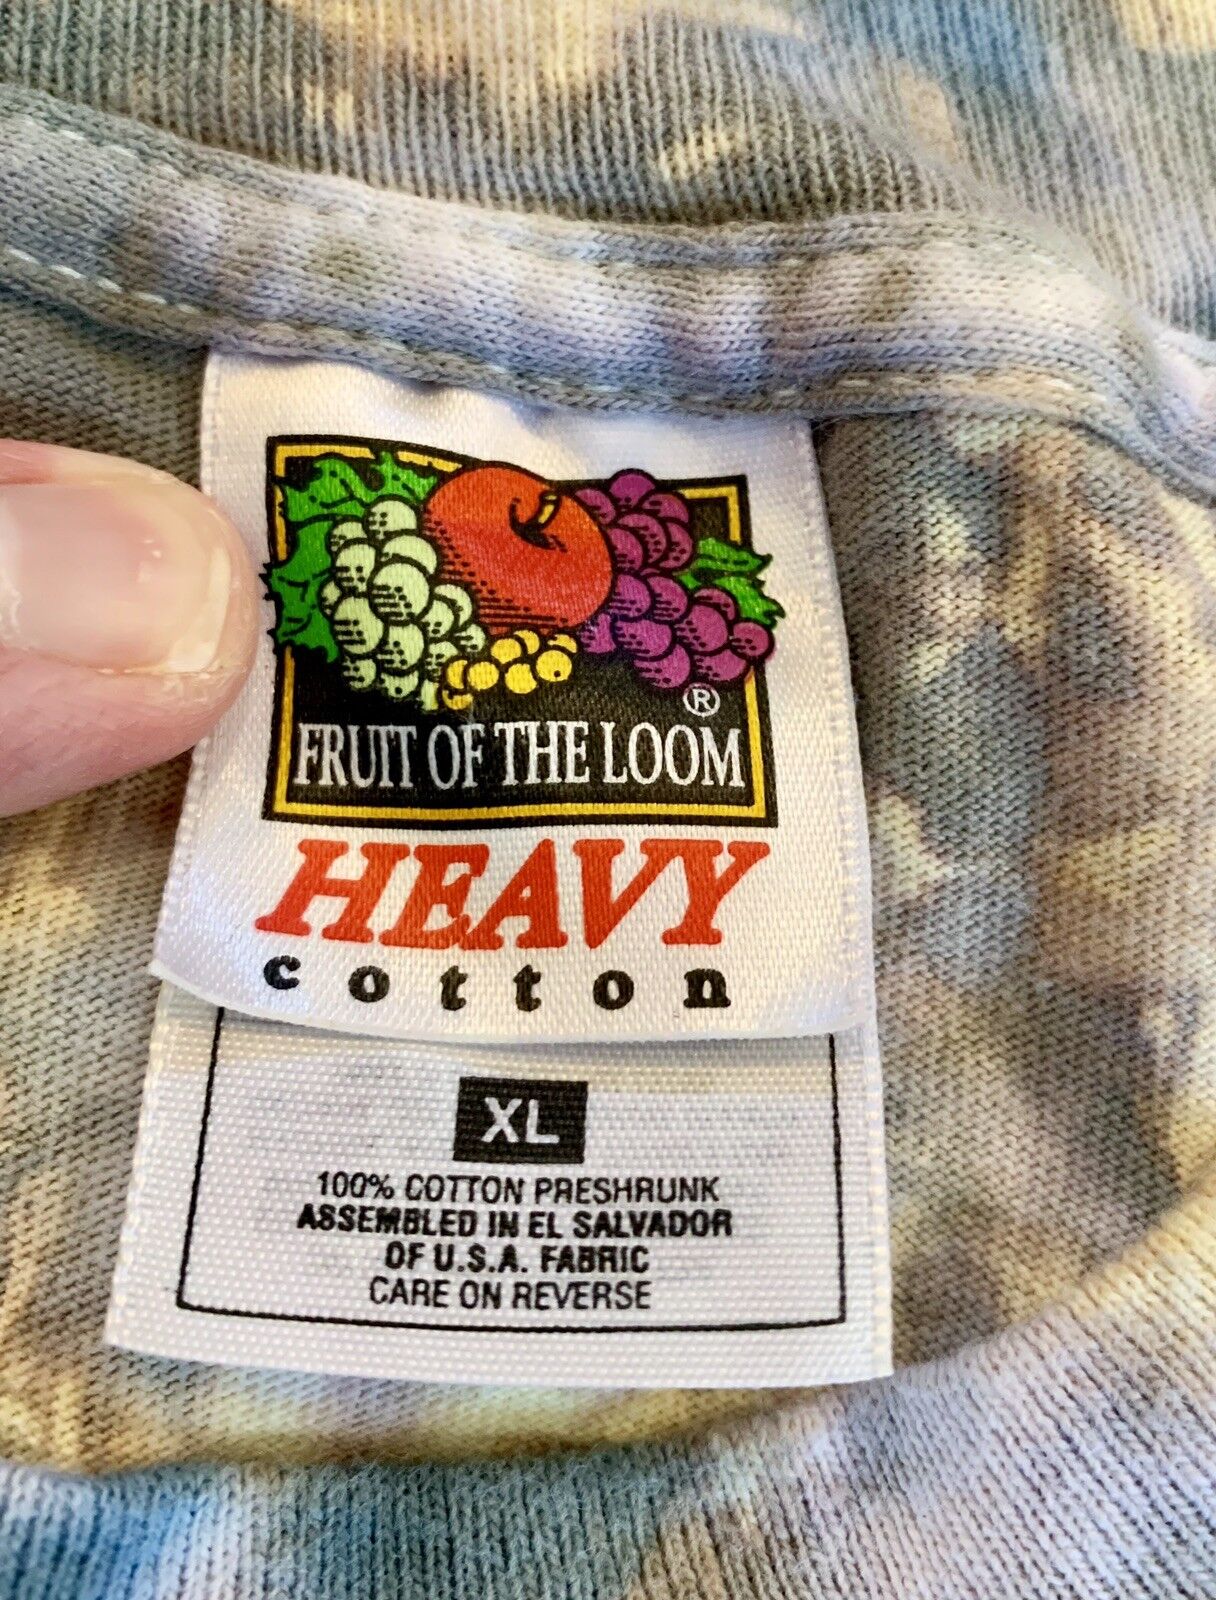 ®
FRUIT OF THE LOOM
HEAVY
cotton
XL
100% COTTON PRESHRUNK
ASSEMBLED IN EL SALVADOR
OF U.S.A. FABRIC
CARE ON REVERSE